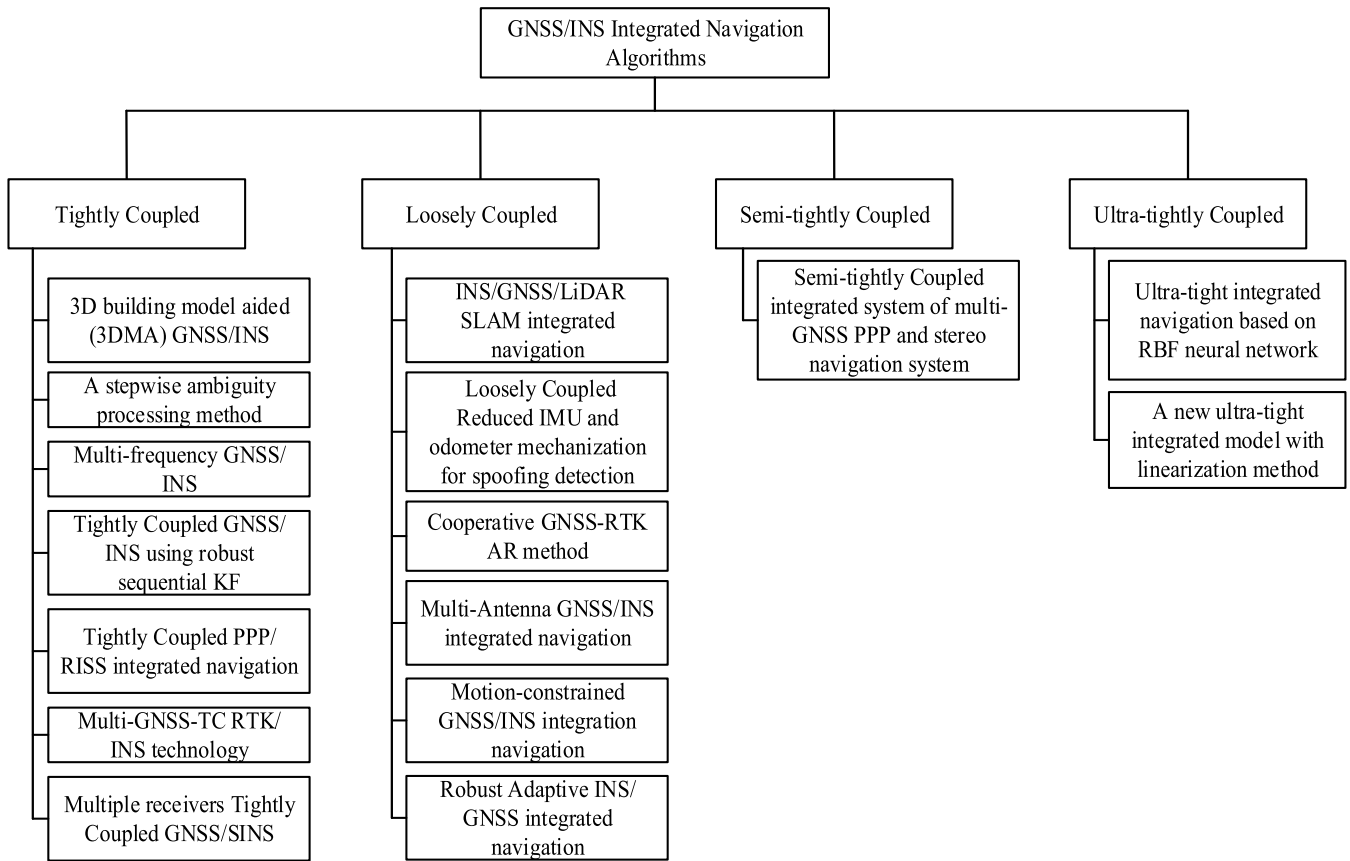 GNSS/INS Integrated Navigation
Algorithms
Tightly Coupled
3D building model aided
(3DMA) GNSS/INS
A stepwise ambiguity
processing method
Multi-frequency GNSS/
INS
Tightly Coupled GNSS/
INS using robust
sequential KF
Tightly Coupled PPP/
RISS integrated navigation
Multi-GNSS-TC RTK/
INS technology
Multiple receivers Tightly
Coupled GNSS/SINS
Loosely Coupled
INS/GNSS/LiDAR
SLAM integrated
navigation
Loosely Coupled
Reduced IMU and
odometer mechanization
for spoofing detection
Cooperative GNSS-RTK
AR method
Multi-Antenna GNSS/INS
integrated navigation
Motion-constrained
GNSS/INS integration
navigation
Robust Adaptive INS/
GNSS integrated
navigation
Semi-tightly Coupled
Semi-tightly Coupled
integrated system of multi-
GNSS PPP and stereo
navigation system
Ultra-tightly Coupled
Ultra-tight integrated
navigation based on
RBF neural network
A new ultra-tight
integrated model with
linearization method